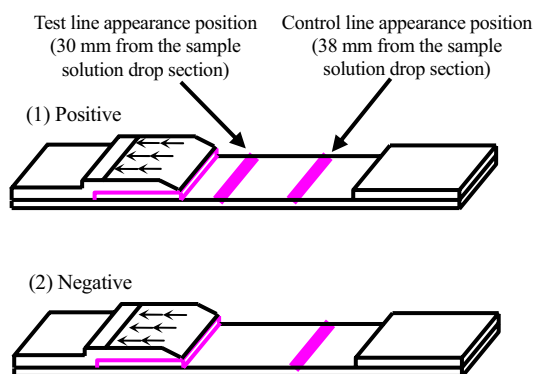 Test line appearance position
(30 mm from the sample
solution drop section)
Control line appearance position
(38 mm from the sample
solution drop section)
(1) Positive
(2) Negative